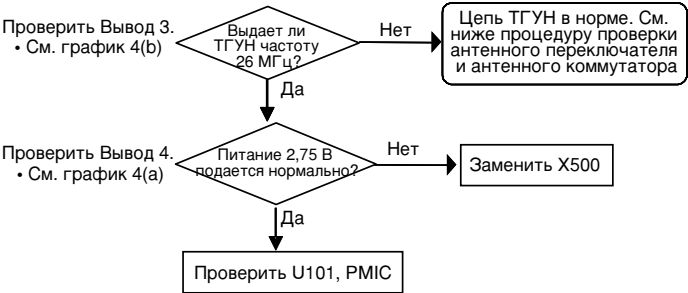 Проверить Вывод 3.
• См. график 4(b)
Выдает ли
ТГУН частоту
26 МГц?
Нет
Цепь ТГУН в норме. См.
ниже процедуру проверки
антенного переключателя
и антенного коммутатора
Да
Проверить Вывод 4.
• См. график 4(a)
Питание 2,75 В
подается нормально?
Нет
Заменить X500
Да
Проверить U101, PMIC